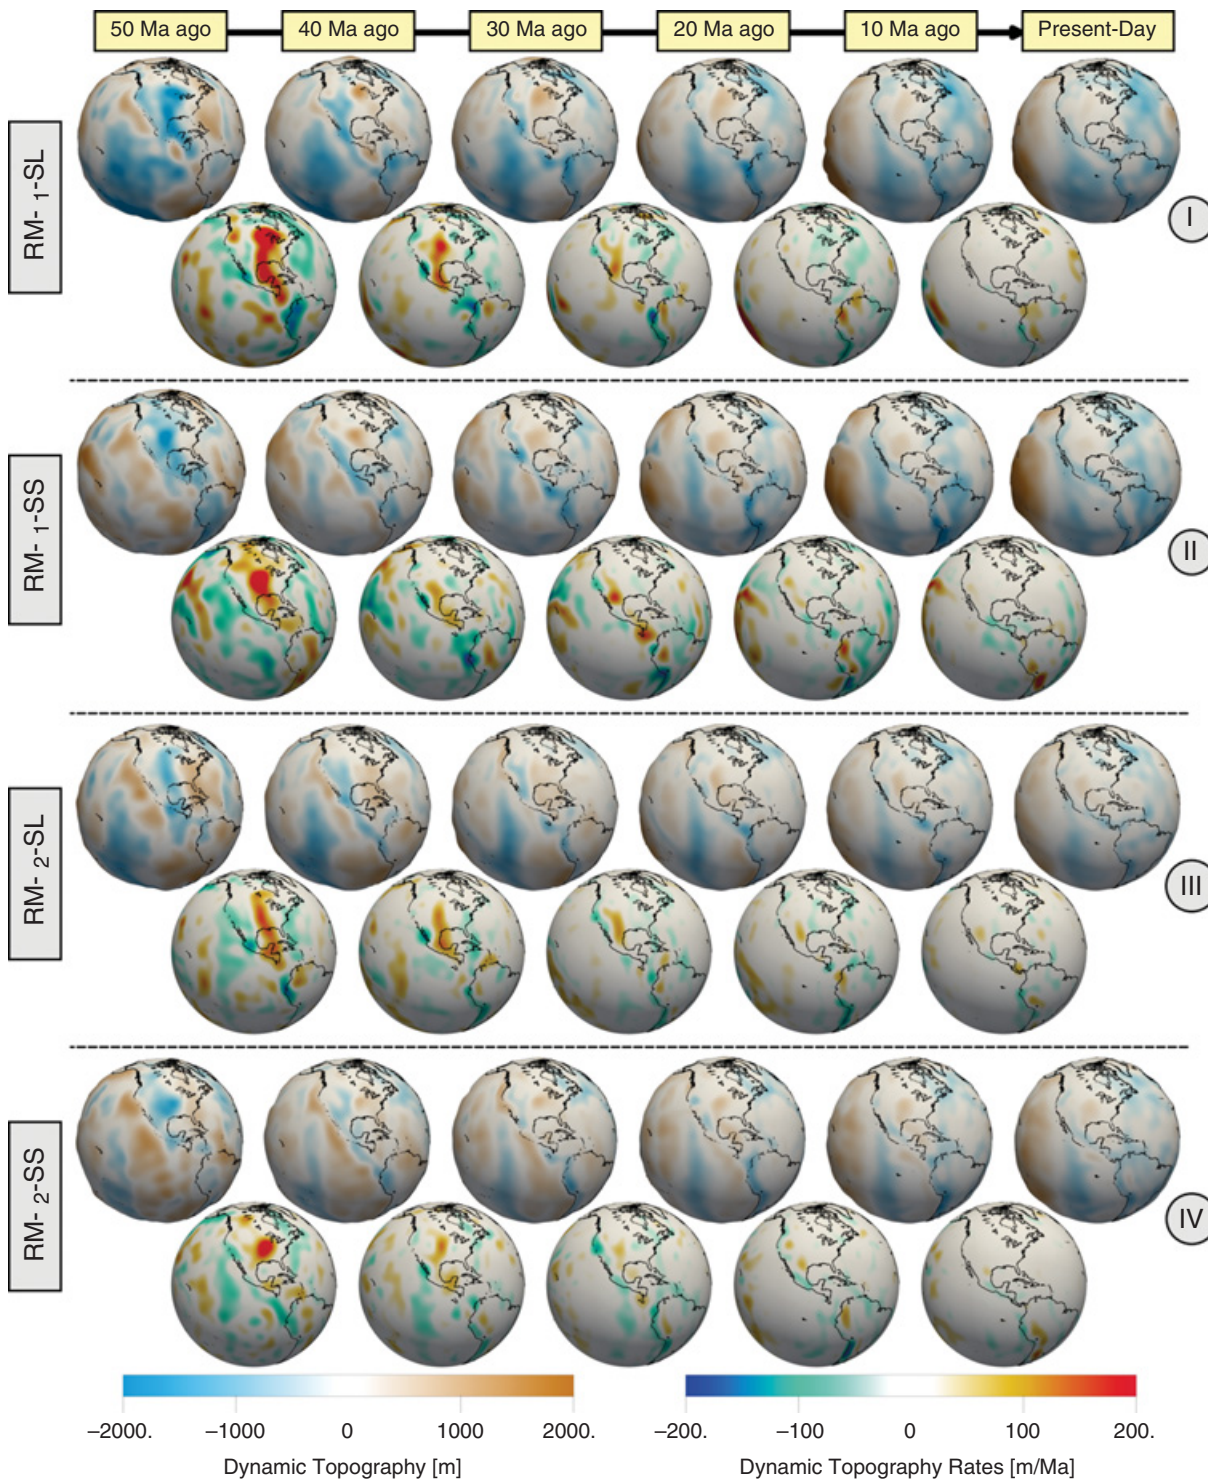 50 Ma ago 40 Ma ago 30 Ma ago 20 Ma ago 10 Ma ago Present-Day
RM- 1-SL
I
RM- 1-SS
II
RM- 2-SL
III
RM- 2-SS
IV
−2000. −1000 0 1000 2000. −200. −100 0 100 200.
Dynamic Topography [m] Dynamic Topography Rates [m/Ma]